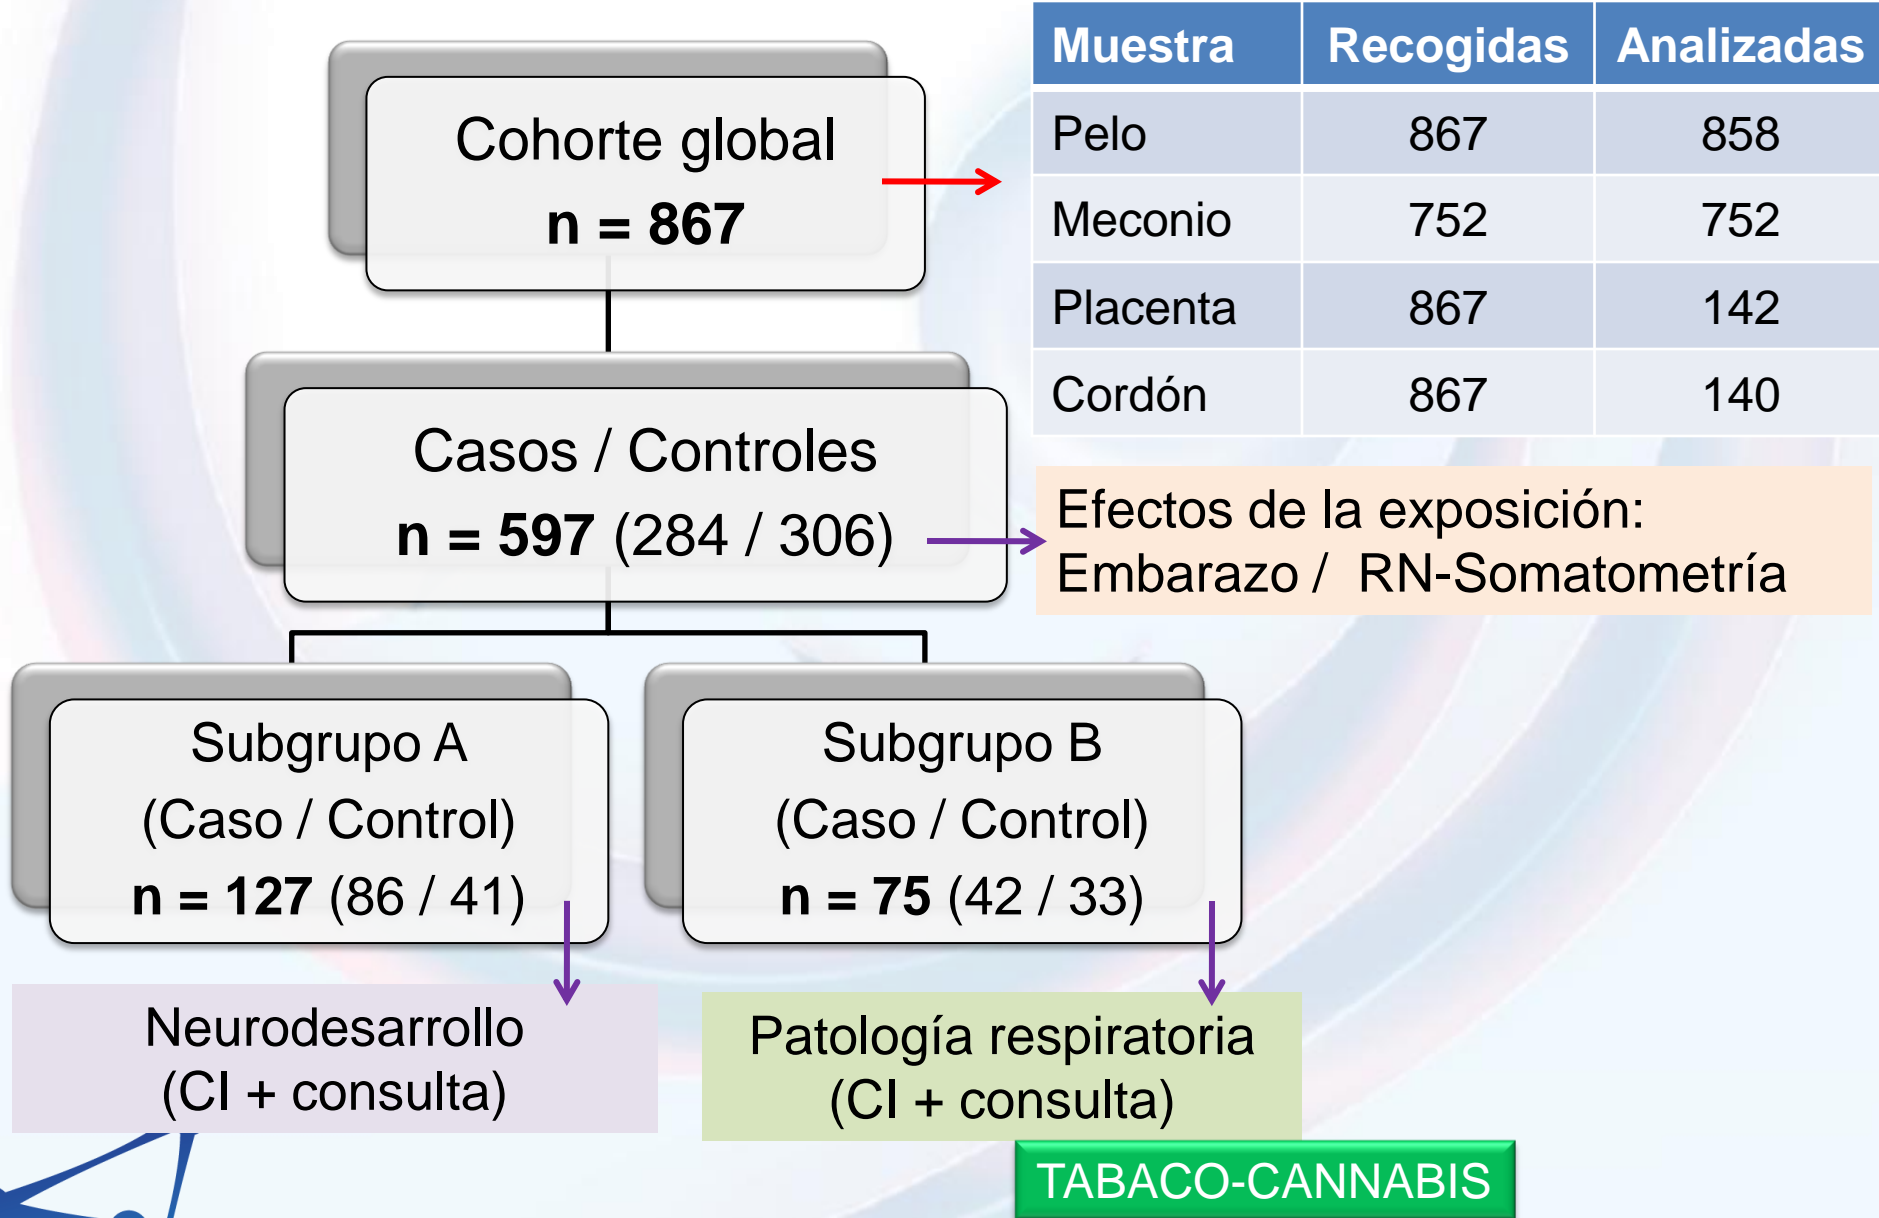 Cohorte global
n = 867
Muestra Recogidas Analizadas
Pelo 867 858
Meconio 752 752
Placenta 867 142
Cordón 867 140
Casos / Controles
n = 597 (284 / 306)
Efectos de la exposición:
Embarazo / RN-Somatometría
Subgrupo A
(Caso / Control)
n = 127 (86 / 41)
Subgrupo B
(Caso / Control)
n = 75 (42 / 33)
Neurodesarrollo
(CI + consulta)
Patología respiratoria
(CI + consulta)
TABACO-CANNABIS